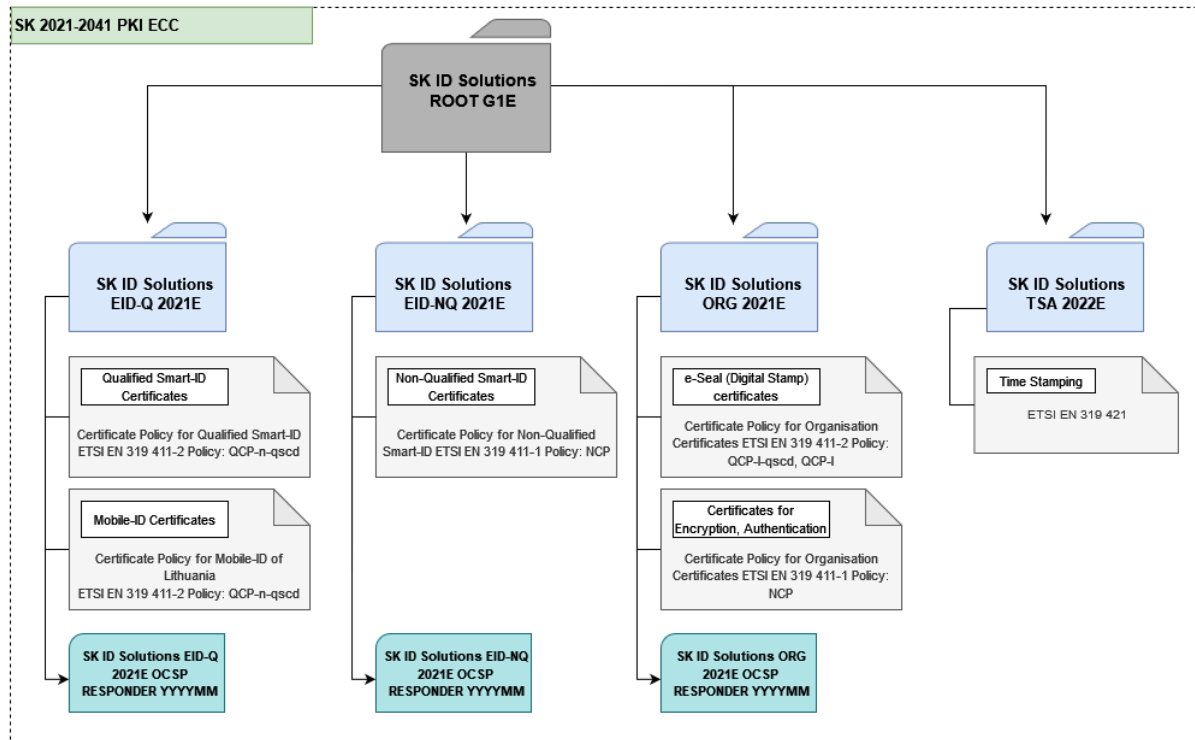 SK 2021-2041 PKI ECC
SK ID Solutions
ROOT G1E
SK ID Solutions
EID-Q 2021E
SK ID Solutions
EID-NQ 2021E
SK ID Solutions
ORG 2021E
SK ID Solutions
TSA 2022E
Qualified Smart-ID
Certificates
Certificate Policy for Qualified Smart-ID
ETSI EN 319 411-2 Policy: QCP-n-qscd
Non-Qualified Smart-ID
Certificates
Certificate Policy for Non-Qualified
Smart-ID ETSI EN 319 411-1 Policy: NCP
e-Seal (Digital Stamp)
certificates
Certificate Policy for Organisation
Certificates ETSI EN 319 411-2 Policy:
QCP-l-qscd, QCP-l
Time Stamping
ETSI EN 319 421
Mobile-ID Certificates
Certificate Policy for Mobile-ID of
Lithuania
ETSI EN 319 411-2 Policy: QCP-n-qscd
Certificates for
Encryption, Authentication
Certificate Policy for Organisation
Certificates ETSI EN 319 411-1 Policy:
NCP
SK ID Solutions EID-Q
2021E OCSP
RESPONDER YYYYMM
SK ID Solutions EID-NQ
2021E OCSP
RESPONDER YYYYMM
SK ID Solutions ORG
2021E OCSP
RESPONDER YYYYMM